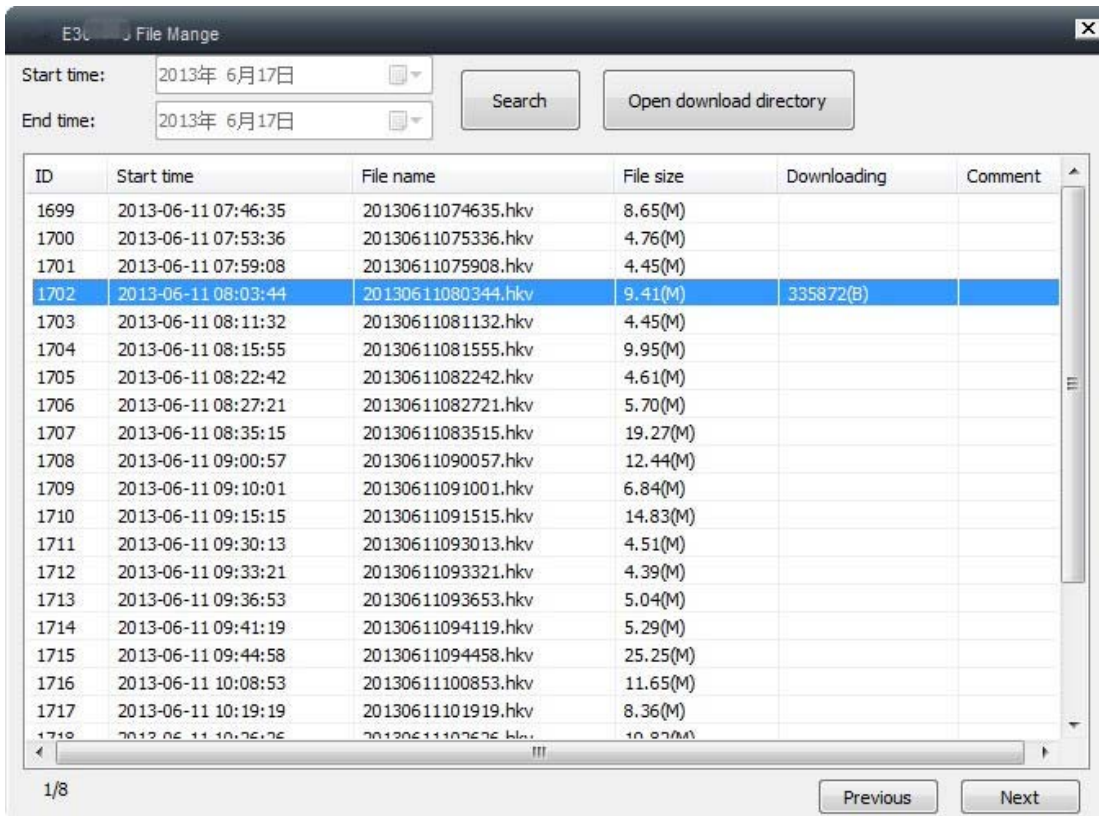 File Mange
Start time: 2013年 6月17日
Search
Open download directory
End time: 2013年 6月17日
ID Start time File name File size Downloading Comment
1699 2013-06-11 07:46:35 20130611074635.hkv 8.65(M)
1700 2013-06-11 07:53:36 20130611075336.hkv 4.76(M)
1701 2013-06-11 07:59:08 20130611075908.hkv 4.45(M)
1702 2013-06-11 08:03:44 20130611080344.hkv 9.41(M) 335872(B)
1703 2013-06-11 08:11:32 20130611081132.hkv 4.45(M)
1704 2013-06-11 08:15:55 20130611081555.hkv 9.95(M)
1705 2013-06-11 08:22:42 20130611082242.hkv 4.61(M)
1706 2013-06-11 08:27:21 20130611082721.hkv 5.70(M)
1707 2013-06-11 08:35:15 20130611083515.hkv 19.27(M)
1708 2013-06-11 09:00:57 20130611090057.hkv 12.44(M)
1709 2013-06-11 09:10:01 20130611091001.hkv 6.84(M)
1710 2013-06-11 09:15:15 20130611091515.hkv 14.83(M)
1711 2013-06-11 09:30:13 20130611093013.hkv 4.51(M)
1712 2013-06-11 09:33:21 20130611093321.hkv 4.39(M)
1713 2013-06-11 09:36:53 20130611093653.hkv 5.04(M)
1714 2013-06-11 09:41:19 20130611094119.hkv 5.29(M)
1715 2013-06-11 09:44:58 20130611094458.hkv 25.25(M)
1716 2013-06-11 10:08:53 20130611100853.hkv 11.65(M)
1717 2013-06-11 10:19:19 20130611101919.hkv 8.36(M)
1718 2013-06-11 10:26:26 20130611102626.hkv 10.82(M)
1/8
Previous
Next